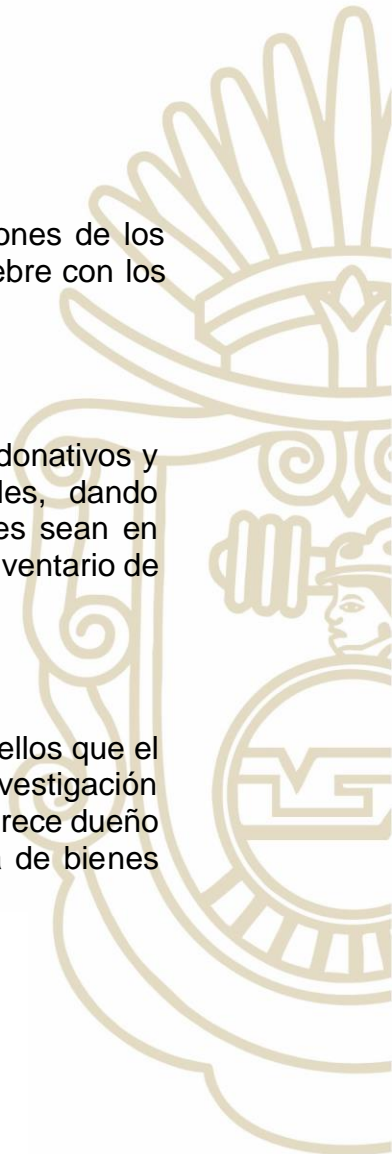 ones de los
ebre con los
donativos y
les, dando
es sean en
ventario de
ellos que el
vestigación
rece dueño
a de bienes